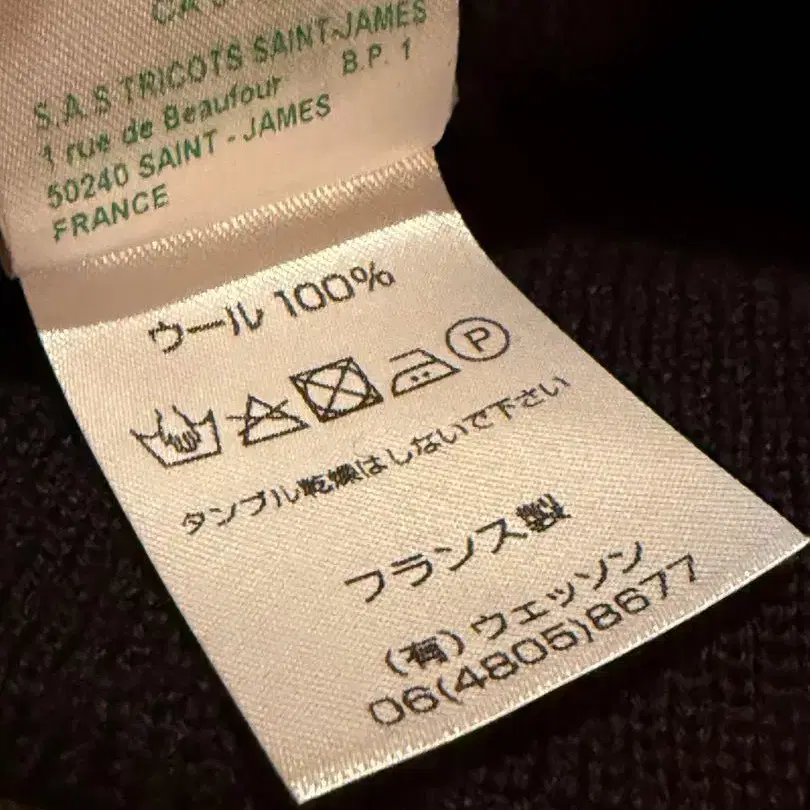 S.A.S TRICOTS SAINT-JAMES
1 rue de Beaufour B.P. 1
50240 SAINT - JAMES
FRANCE
ウール 100%
P
タンブル乾燥はしないで下さい
フランス製
(有) ウェッソン
06(4805)8677